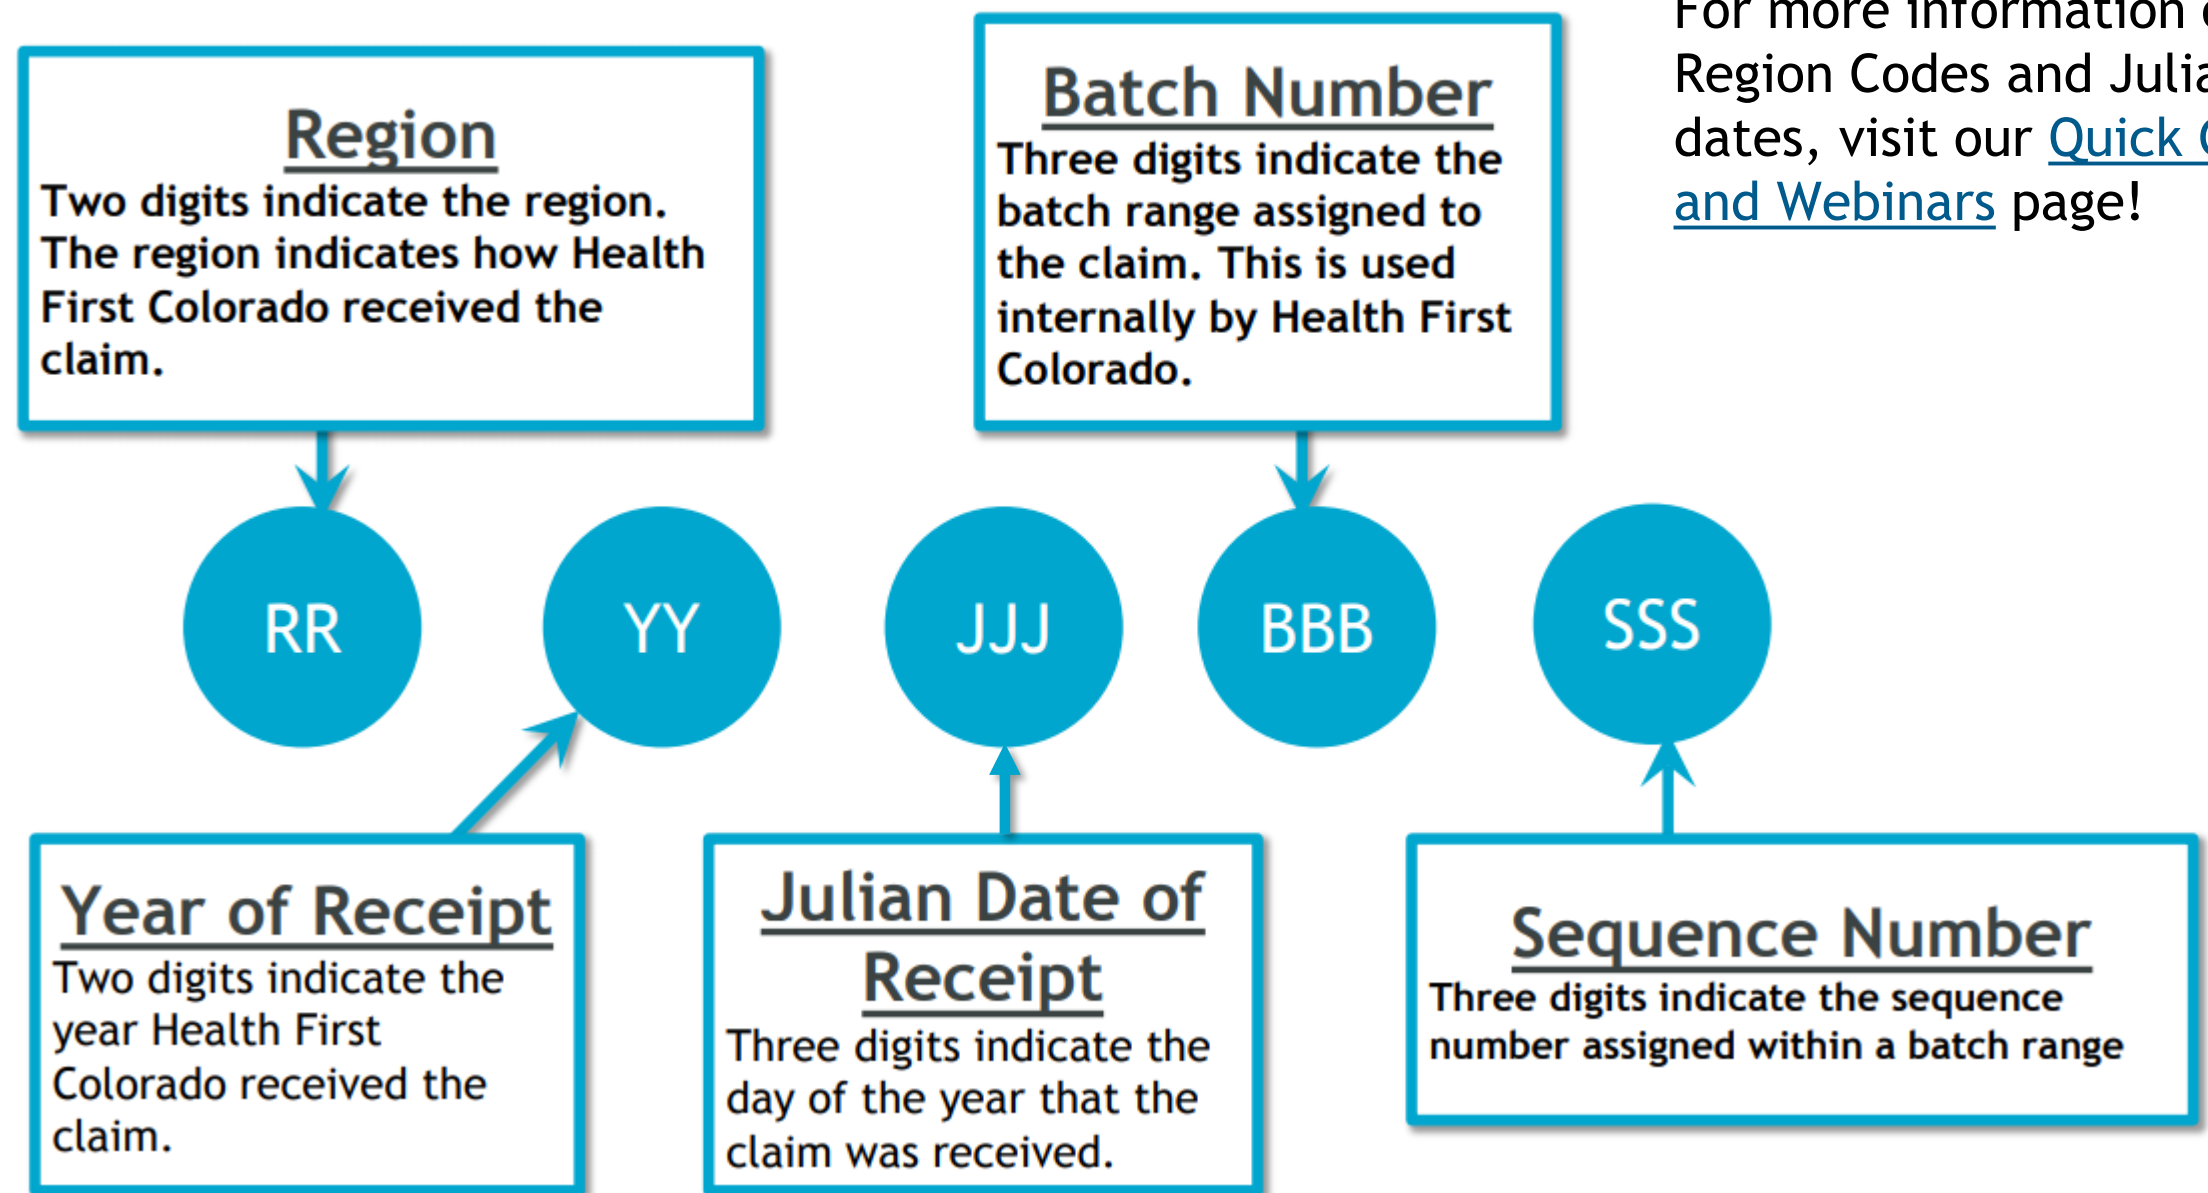 Region
Two digits indicate the region.
The region indicates how Health
First Colorado received the
claim.
Batch Number
Three digits indicate the
batch range assigned to
the claim. This is used
internally by Health First
Colorado.
For more information
Region Codes and
dates, visit our Quick
and Webinars page!
RR
YY
JJJ
BBB
SSS
Year of Receipt
Two digits indicate the
year Health First
Colorado received the
claim.
Julian Date of
Receipt
Three digits indicate the
day of the year that the
claim was received.
Sequence Number
Three digits indicate the sequence
number assigned within a batch range